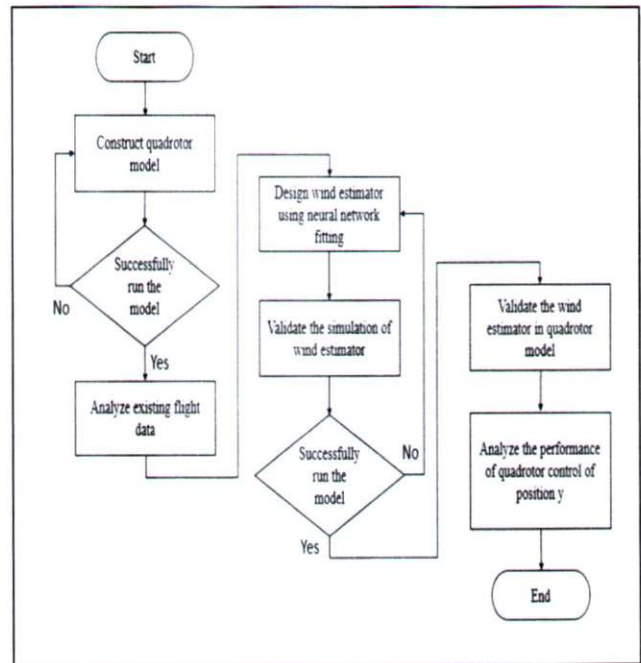 Start
Construct quadrotor
model
Successfully
run the
model
No
Yes
Analyze existing flight
data
Design wind estimator
using neural network
fitting
Validate the simulation of
wind estimator
Successfully
run the
model
No
Yes
Validate the wind
estimator in quadrotor
model
Analyze the performance
of quadrotor control of
position y
End